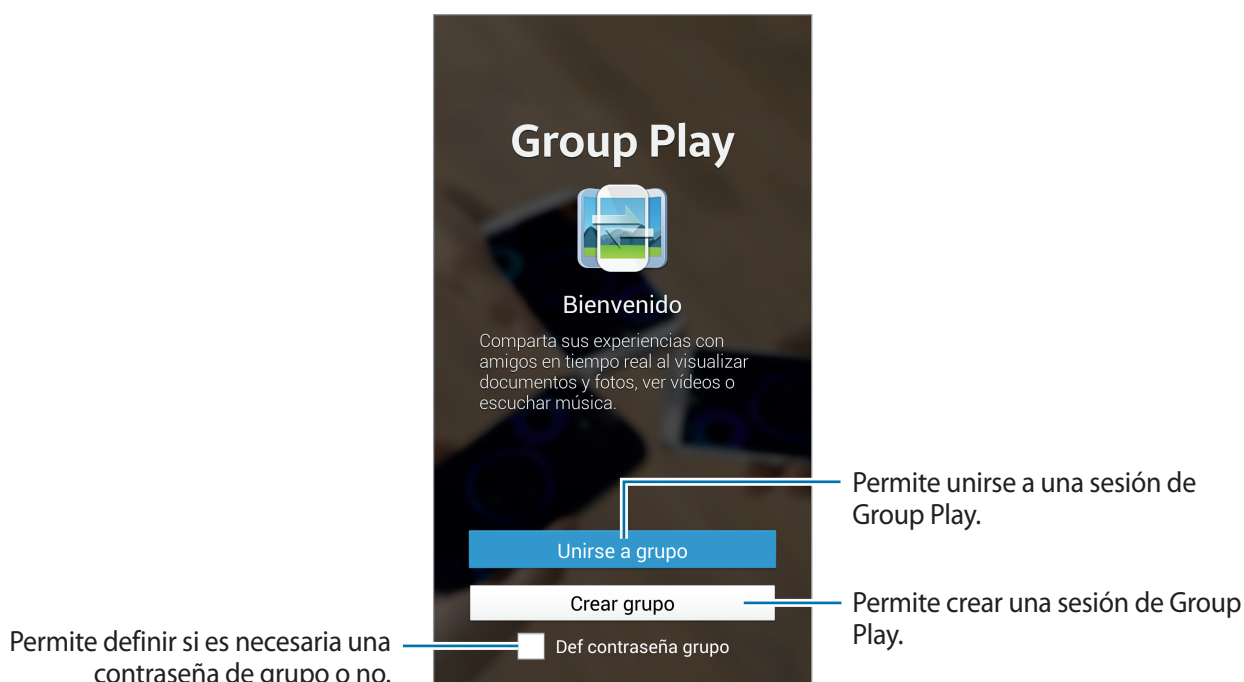 Group Play
Bienvenido
Comparta sus experiencias con
amigos en tiempo real al visualizar
documentos y fotos, ver vídeos o
escuchar música.
Permite unirse a una sesión de
Group Play.
Unirse a grupo
Crear grupo
Permite crear una sesión de Group
Play.
Permite definir si es necesaria una
contraseña de grupo o no.
Def contraseña grupo